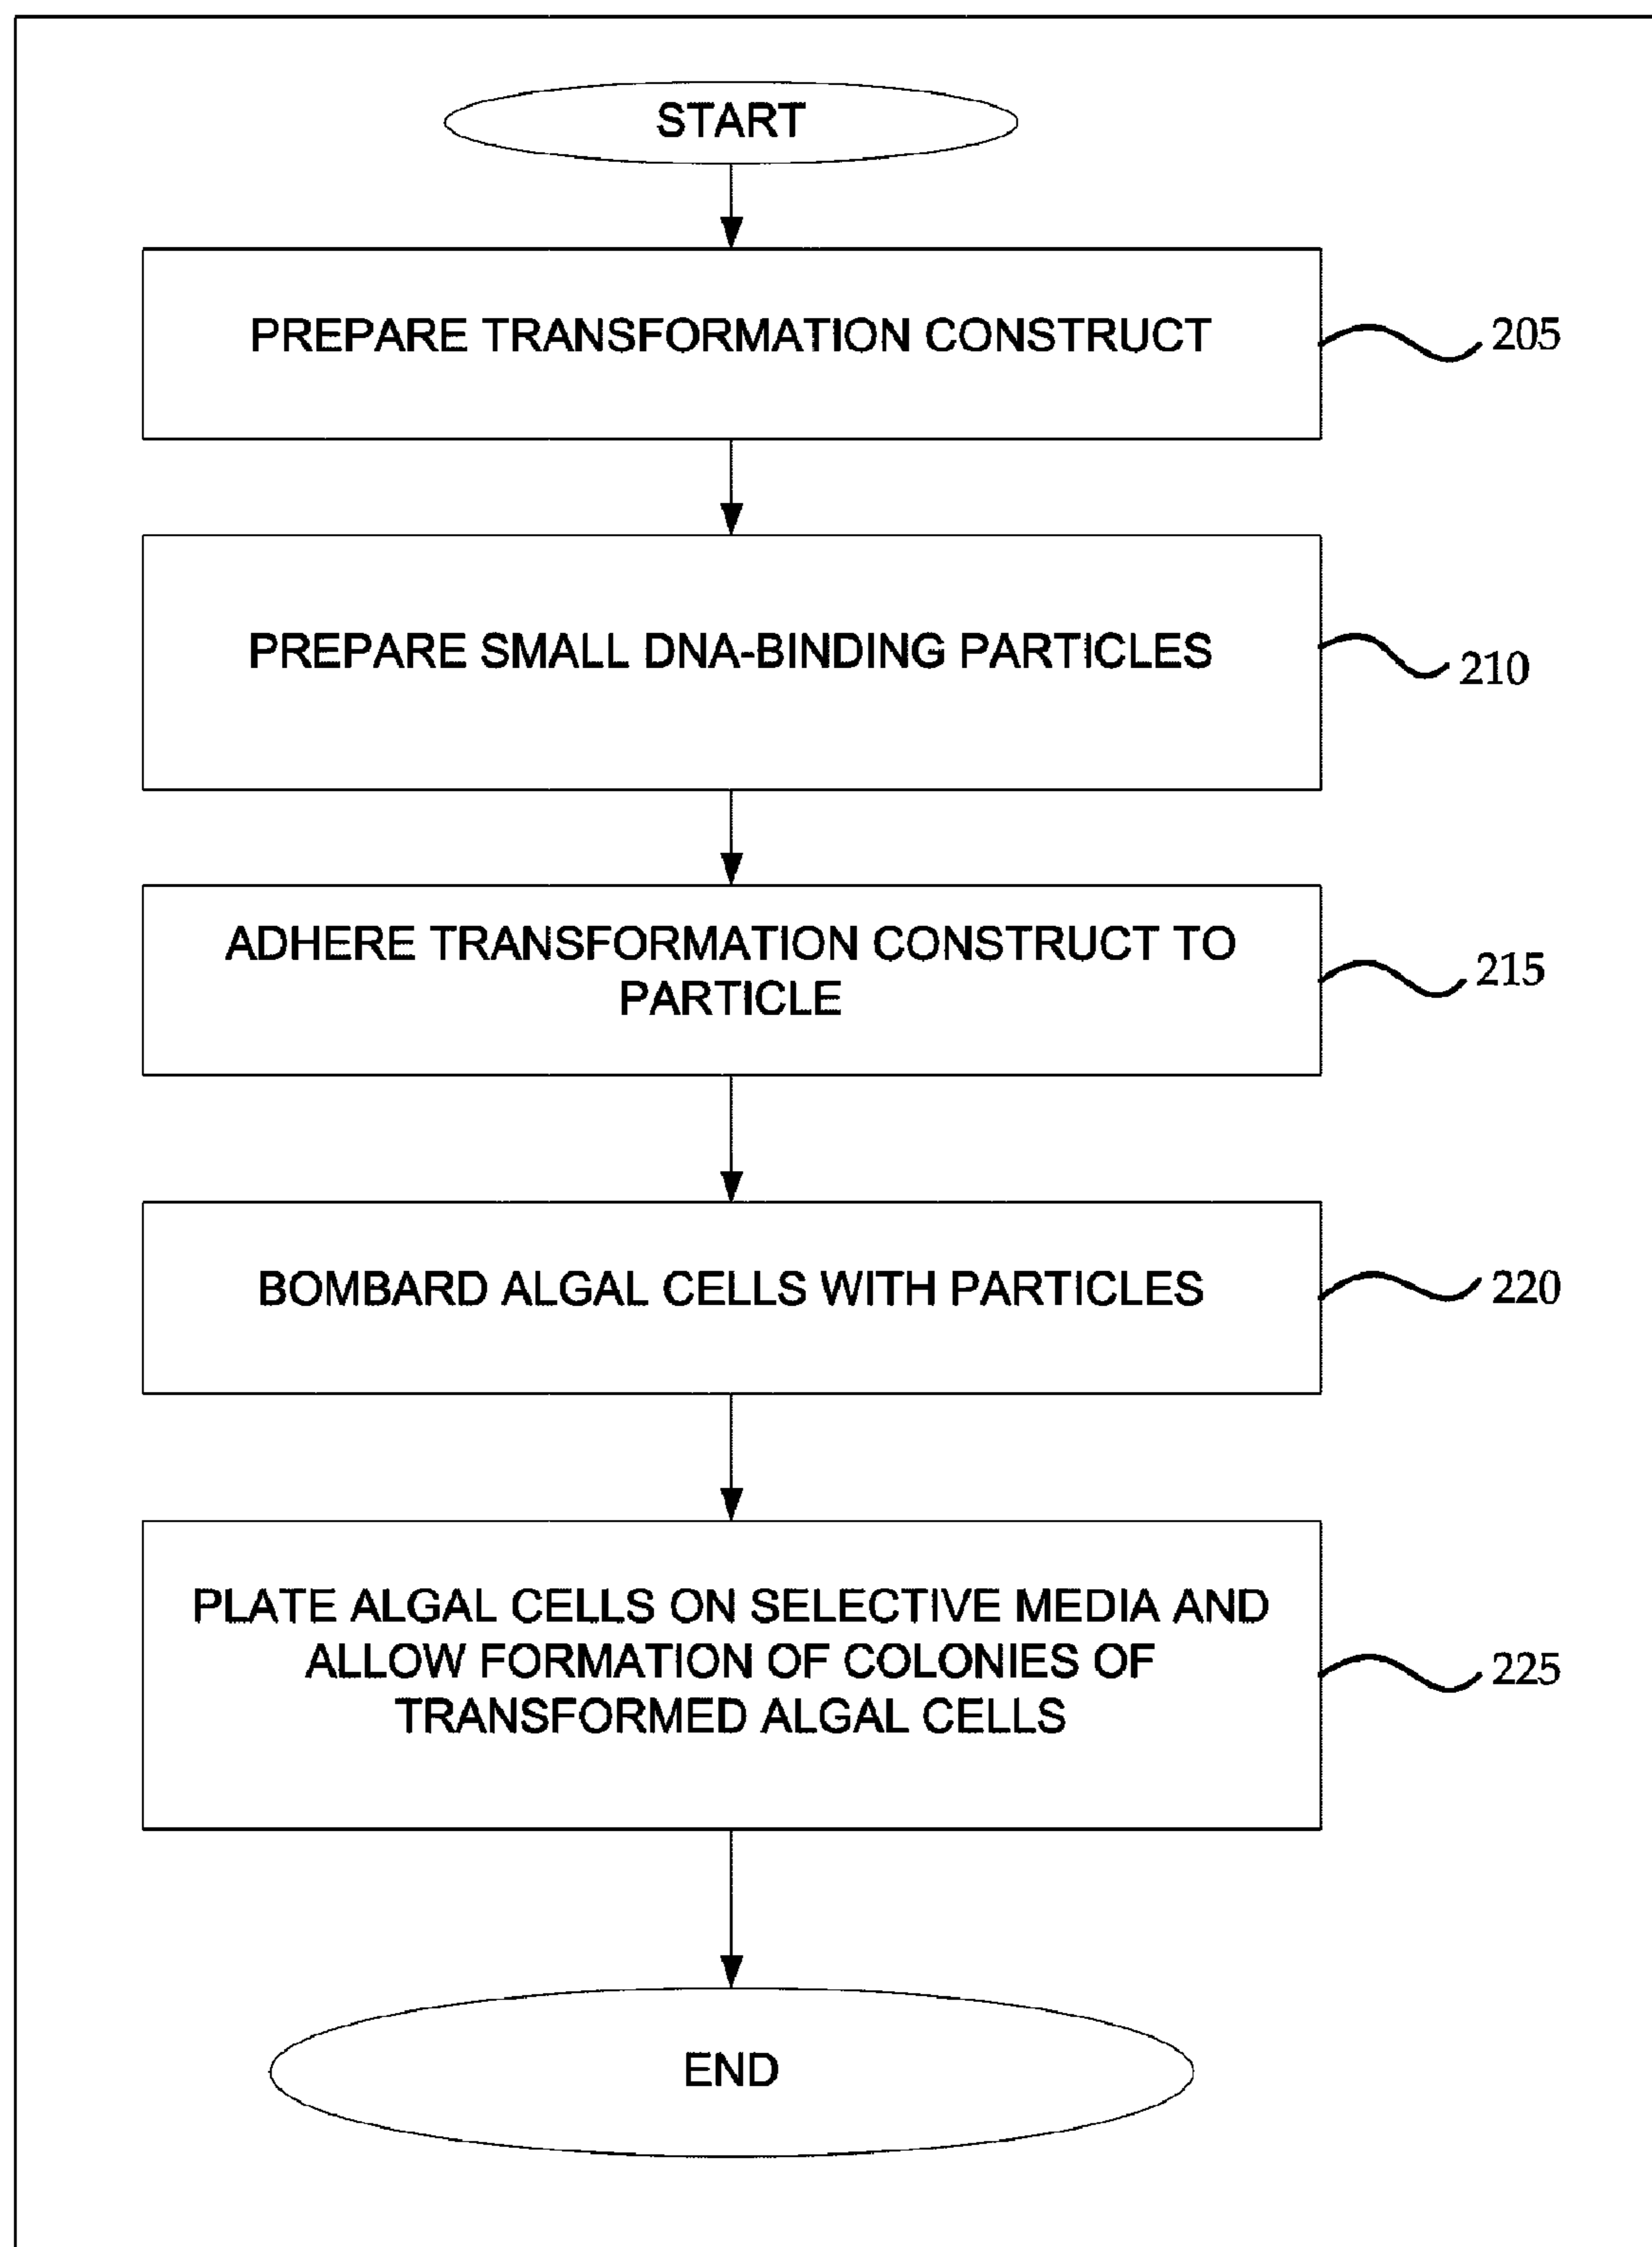 START
PREPARE TRANSFORMATION CONSTRUCT
205
PREPARE SMALL DNA-BINDING PARTICLES
210
ADHERE TRANSFORMATION CONSTRUCT TO
PARTICLE
215
BOMBARD ALGAL CELLS WITH PARTICLES
220
PLATE ALGAL CELLS ON SELECTIVE MEDIA AND
ALLOW FORMATION OF COLONIES OF
TRANSFORMED ALGAL CELLS
225
END